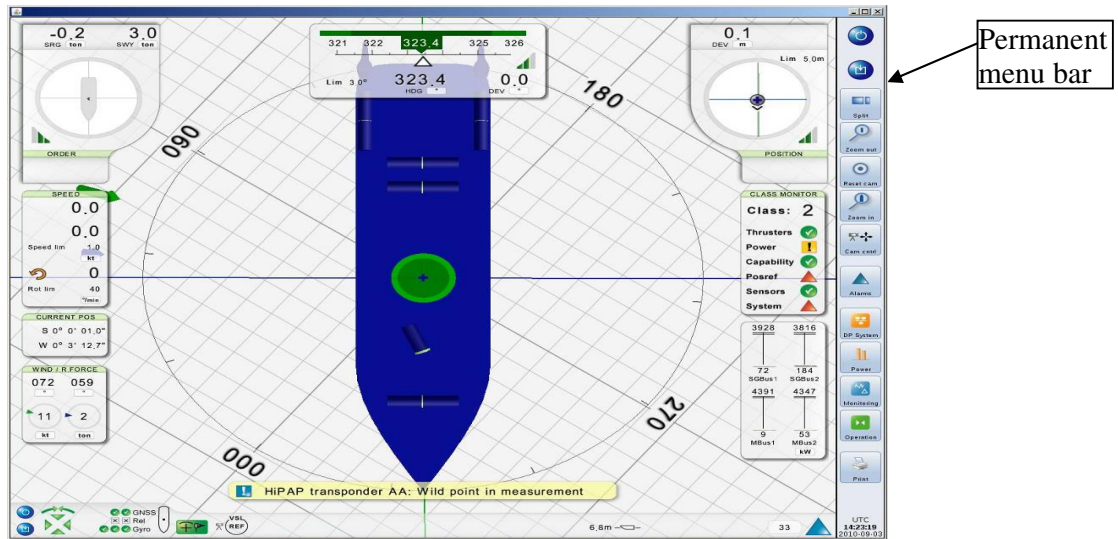 -0.2 3.0
SRG ton SWY ton
ORDER
321 322 323.4 325 326
Lim 3.0° 323.4 0.0
HDG ° DEV °
0.1
DEV m
Lim 5.0m
POSITION
090
180
270
000
SPEED
0.0
0.0
Speed lim 1.0
kt
0
Rot lim 40
°/min
CURRENT POS
S 0° 0' 01,0"
W 0° 3' 12,7"
WIND / R.FORCE
072 059
° °
11 2
kt ton
CLASS MONITOR
Class: 2
Thrusters
Power
Capability
Posref
Sensors
System
3928 3816
72 184
SGBus1 SGBus2
4391 4347
9 53
MBus1 MBus2
kW
HiPAP transponder AA: Wild point in measurement
GNSS
Rel
Gyro
VSL
REF
6,8m
33
Split
Zoom out
Reset cam
Zoom in
Cam cntrl
Alarms
DP System
Power
Monitoring
Operation
Print
UTC
14:23:19
2010-09-03
Permanent
menu bar